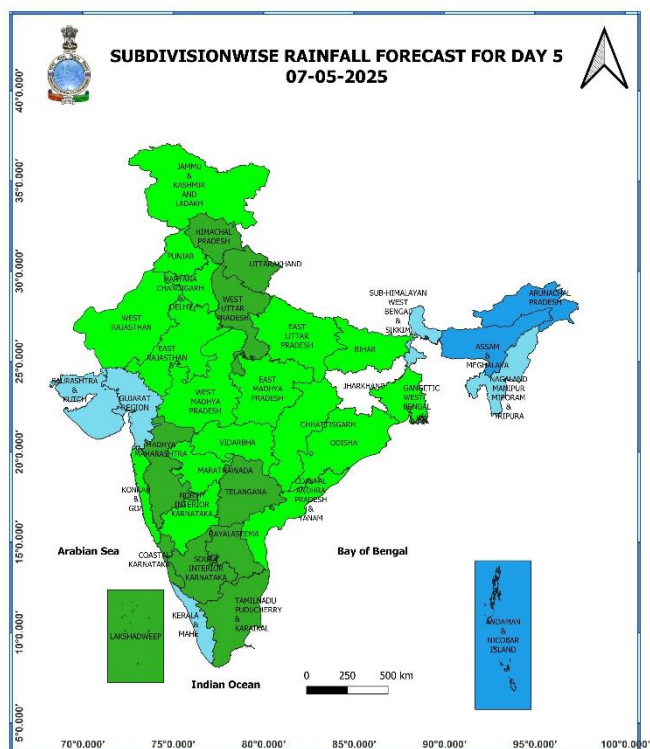 SUBDIVISIONWISE RAINFALL FORECAST FOR DAY 5
07-05-2025
40°0.000'
35°0.000'
30°0.000'
25°0.000'
20°0.000'
15°0.000'
10°0.000'
5°0.000'
JAMMU
&
KASHMIR
AND
LADAKH
HIMACHAL
PRADESH
PUNJAB
UTTARAKHAND
HARYANA
CHANDIGARH
&
DELHI
WEST
UTTAR
PRADESH
SUB-HIMALAYAN
WEST
BENGAL
&
SIKKIM
ARUNACHAL
PRADESH
WEST
RAJASTHAN
EAST
UTTAR
PRADESH
EAST
RAJASTHAN
BIHAR
ASSAM
&
MEGHALAYA
NAGALAND
MANIPUR
MIPORAM
&
TRIPURA
SAURASHTRA
&
KUTCH
GUJARAT
REGION
WEST
MADHYA
PRADESH
EAST
MADHYA
PRADESH
JHARKHAND
GANGETIC
WEST
BENGAL
CHHATTISGARH
ODISHA
MADHYA
MAHARASHTRA
VIDARBHA
MARATHAWADA
KONKAN
&
GOA
NORTH
INTERIOR
KARNATAKA
TELANGANA
COASTAL
ANDHRA
PRADESH
&
YANAM
RAYALASEEMA
Arabian Sea
Bay of Bengal
COASTAL
KARNATAKA
SOUTH
INTERIOR
KARNATAKA
TAMILNADU
PUDUCHERRY
&
KARAIKAL
KERALA
&
MAHE
LAKSHADWEEP
ANDAMAN
&
NICOBAR
ISLAND
Indian Ocean
0 250 500 km
70°0.000' 75°0.000' 80°0.000' 85°0.000' 90°0.000' 95°0.000' 100°0.000'